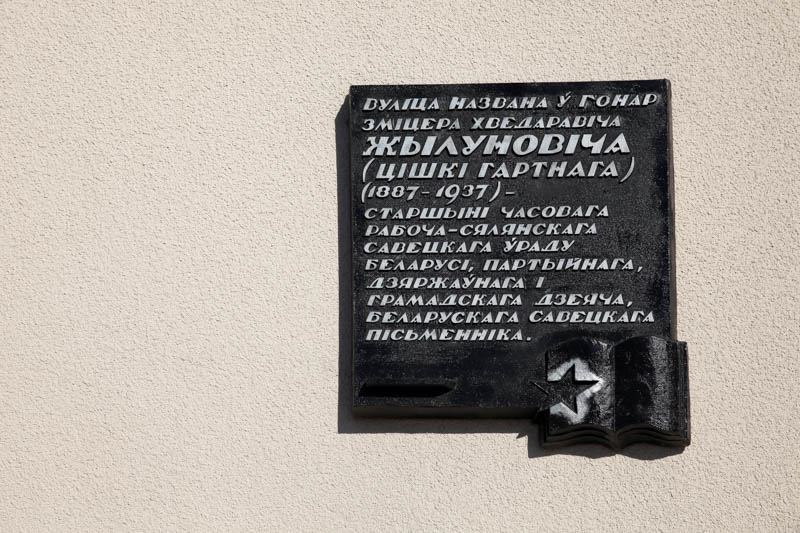 ВУЛІЦА НАЗВАНА Ў ГОНАР
ЗМІЦЕРА ХВЕДАРАВІЧА
ЖЫЛУНОВІЧА
(ЦІШКІ ГАРТНАГА)
(1887-1937)-
СТАРШЫНІ ЧАСОВАГА
РАБОЧА-СЯЛЯНСКАГА
САВЕЦКАГА ЎРАДУ
БЕЛАРУСІ, ПАРТЫЙНАГА,
ДЗЯРЖАЎНАГА І
ГРАМАДСКАГА ДЗЕЯЧА,
БЕЛАРУСКАГА САВЕЦКАГА
ПІСЬМЕННІКА.